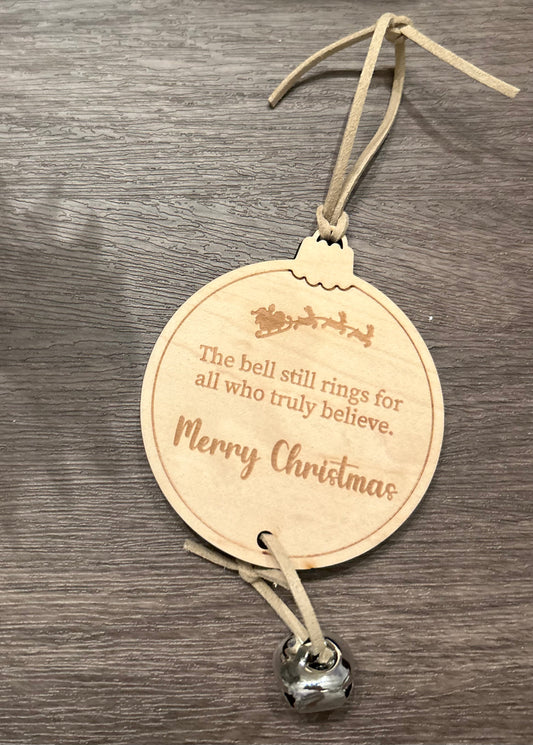 The bell still rings for
all who truly believe.
Merry Christmas